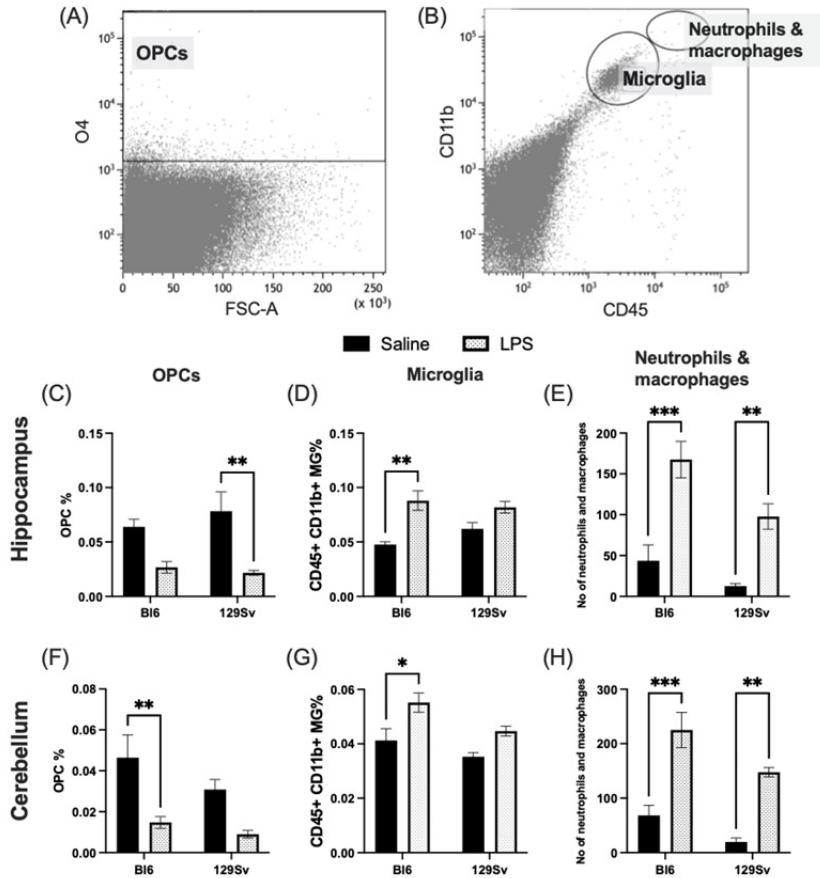 (A)
OPCs
O4
10⁵
10⁴
10³
10²
0 50 100 150 200 250
(x 10³)
FSC-A
(B)
Neutrophils &
macrophages
Microglia
CD11b
10⁵
10⁴
10³
10²
10² 10³ 10⁴ 10⁵
CD45
Saline LPS
OPCs
Microglia
Neutrophils &
macrophages
Hippocampus
(C)
OPC %
0.15
0.10
0.05
0.00
**
Bl6 129Sv
(D)
CD45+ CD11b+ MG%
0.15
0.10
0.05
0.00
**
Bl6 129Sv
(E)
No of neutrophils and macrophages
200
150
100
50
0
*** **
Bl6 129Sv
Cerebellum
(F)
OPC %
0.08
0.06
0.04
0.02
0.00
**
Bl6 129Sv
(G)
CD45+ CD11b+ MG%
0.06
0.04
0.02
0.00
*
Bl6 129Sv
(H)
No of neutrophils and macrophages
300
200
100
0
*** **
Bl6 129Sv